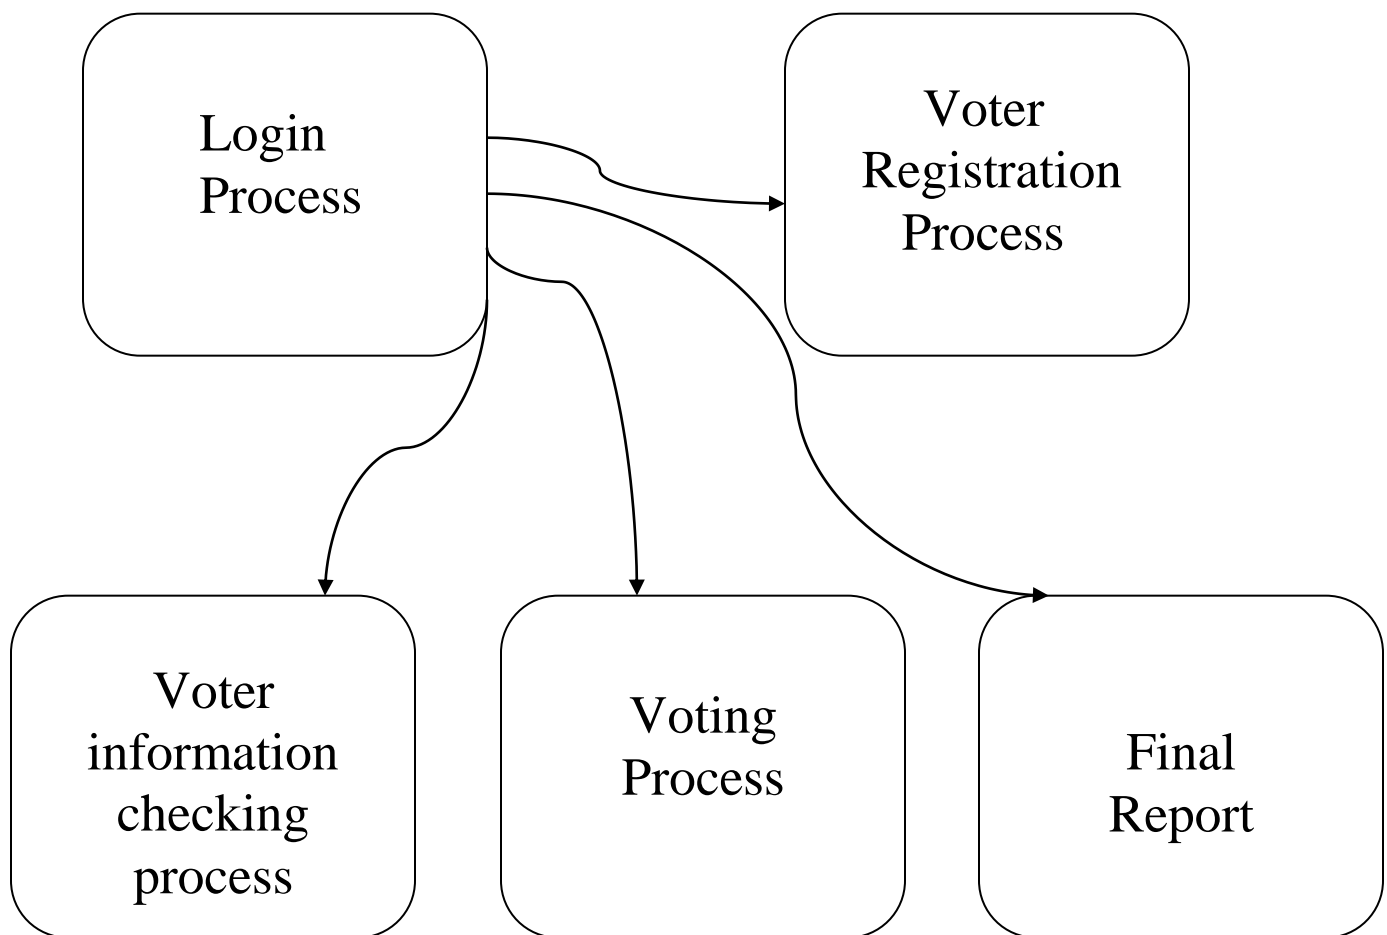 Login
Process
Voter
Registration
Process
Voter
information
checking
process
Voting
Process
Final
Report